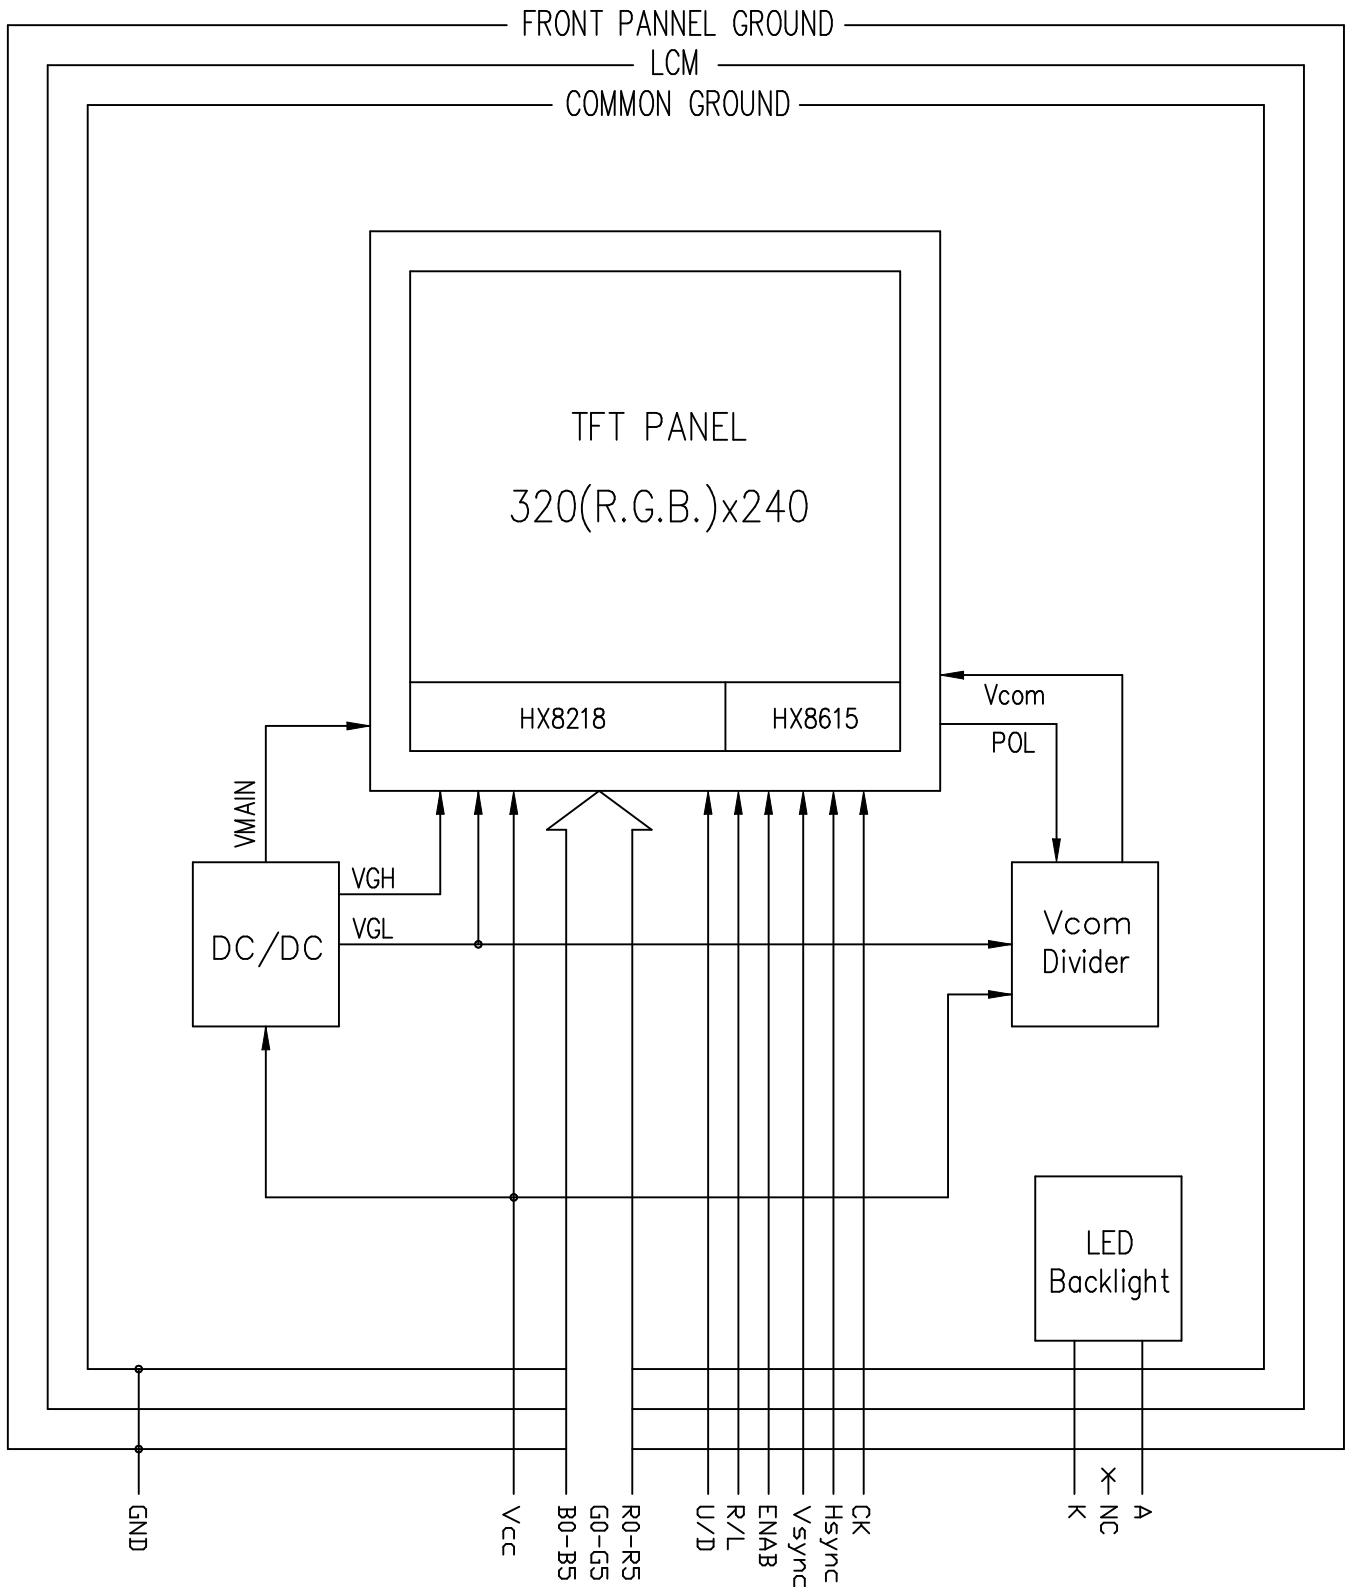 FRONT PANNEL GROUND
LCM
COMMON GROUND
TFT PANEL
320(R.G.B.)x240
HX8218
HX8615
Vcom
POL
VMAIN
VGH
VGL
DC/DC
Vcom
Divider
LED
Backlight
GND
Vcc
B0-B5
G0-G5
R0-R5
U/D
R/L
ENAB
Vsync
Hsync
CK
K
NC
A